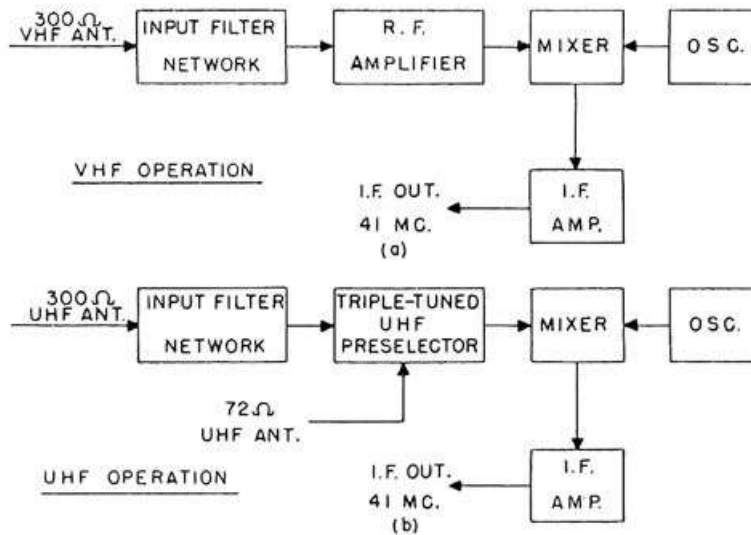 300Ω
VHF ANT.
INPUT FILTER
NETWORK
R. F.
AMPLIFIER
MIXER
OSC.
VHF OPERATION
I.F. OUT.
41 MC.
(a)
I.F.
AMP.
300Ω
UHF ANT.
INPUT FILTER
NETWORK
TRIPLE-TUNED
UHF
PRESELECTOR
MIXER
OSC.
72Ω
UHF ANT.
UHF OPERATION
I.F. OUT.
41 MC.
(b)
I.F.
AMP.